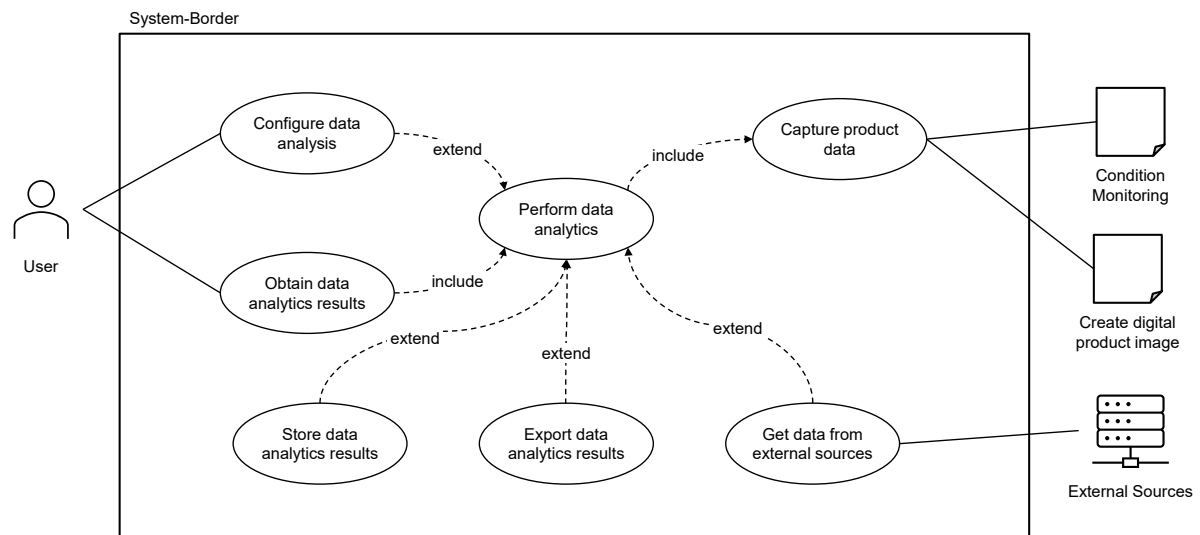 System-Border
Configure data
analysis
extend
Capture product
data
include
Condition
Monitoring
Perform data
analytics
User
Obtain data
analytics results
include
Create digital
product image
extend
extend
extend
Store data
analytics results
Export data
analytics results
Get data from
external sources
External Sources